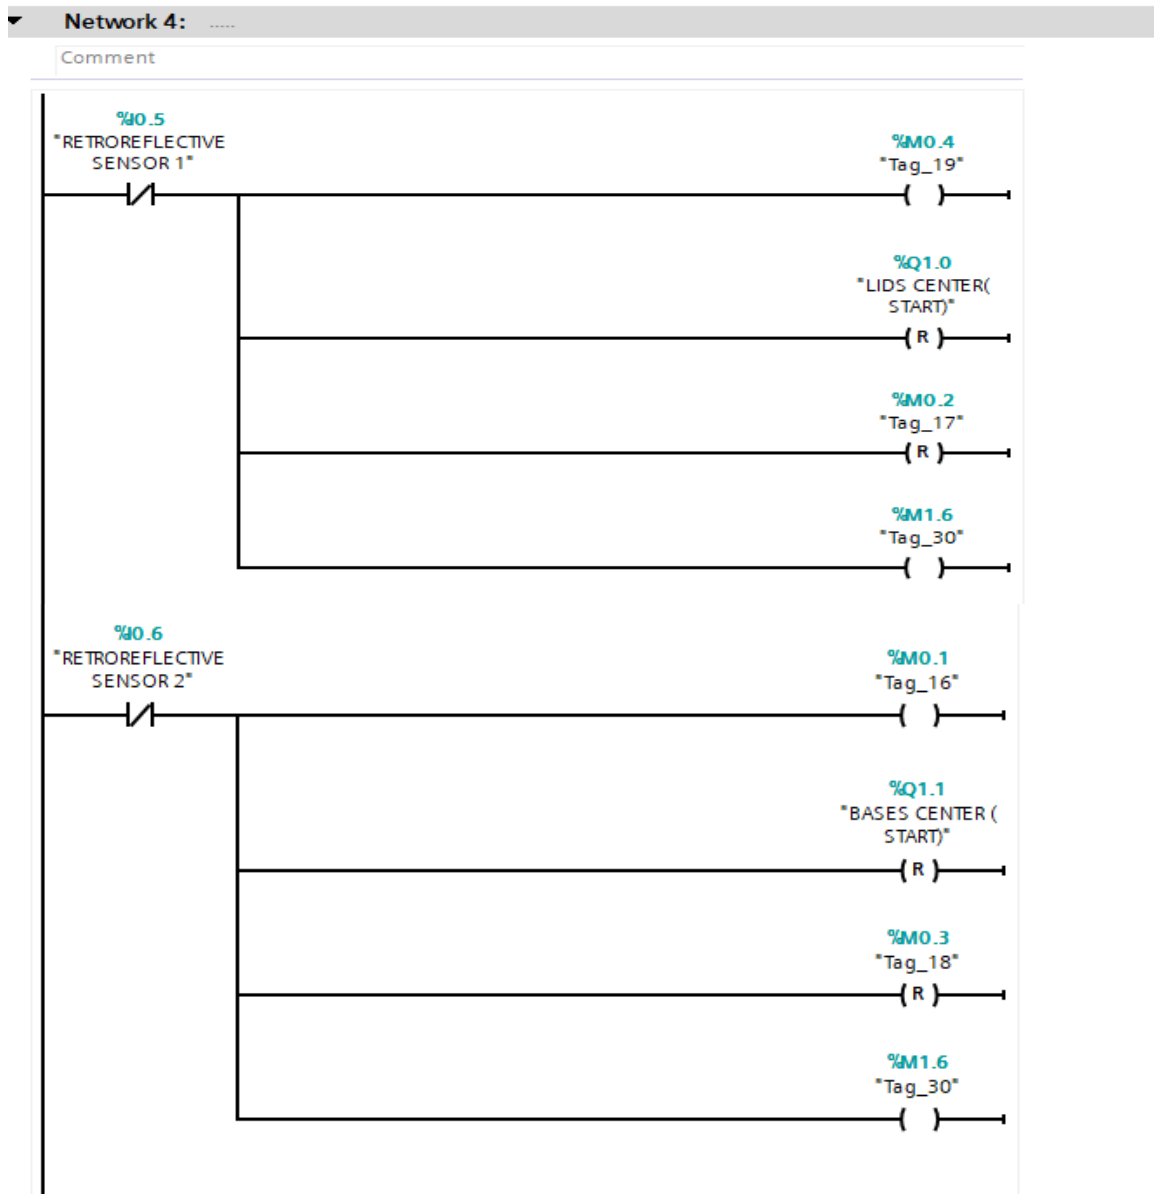 Network 4: .....
Comment
%I0.5
"RETROREFLECTIVE
SENSOR 1"
%M0.4
"Tag_19"
%Q1.0
"LIDS CENTER(
START)"
R
%M0.2
"Tag_17"
R
%M1.6
"Tag_30"
%I0.6
"RETROREFLECTIVE
SENSOR 2"
%M0.1
"Tag_16"
%Q1.1
"BASES CENTER (
START)"
R
%M0.3
"Tag_18"
R
%M1.6
"Tag_30"